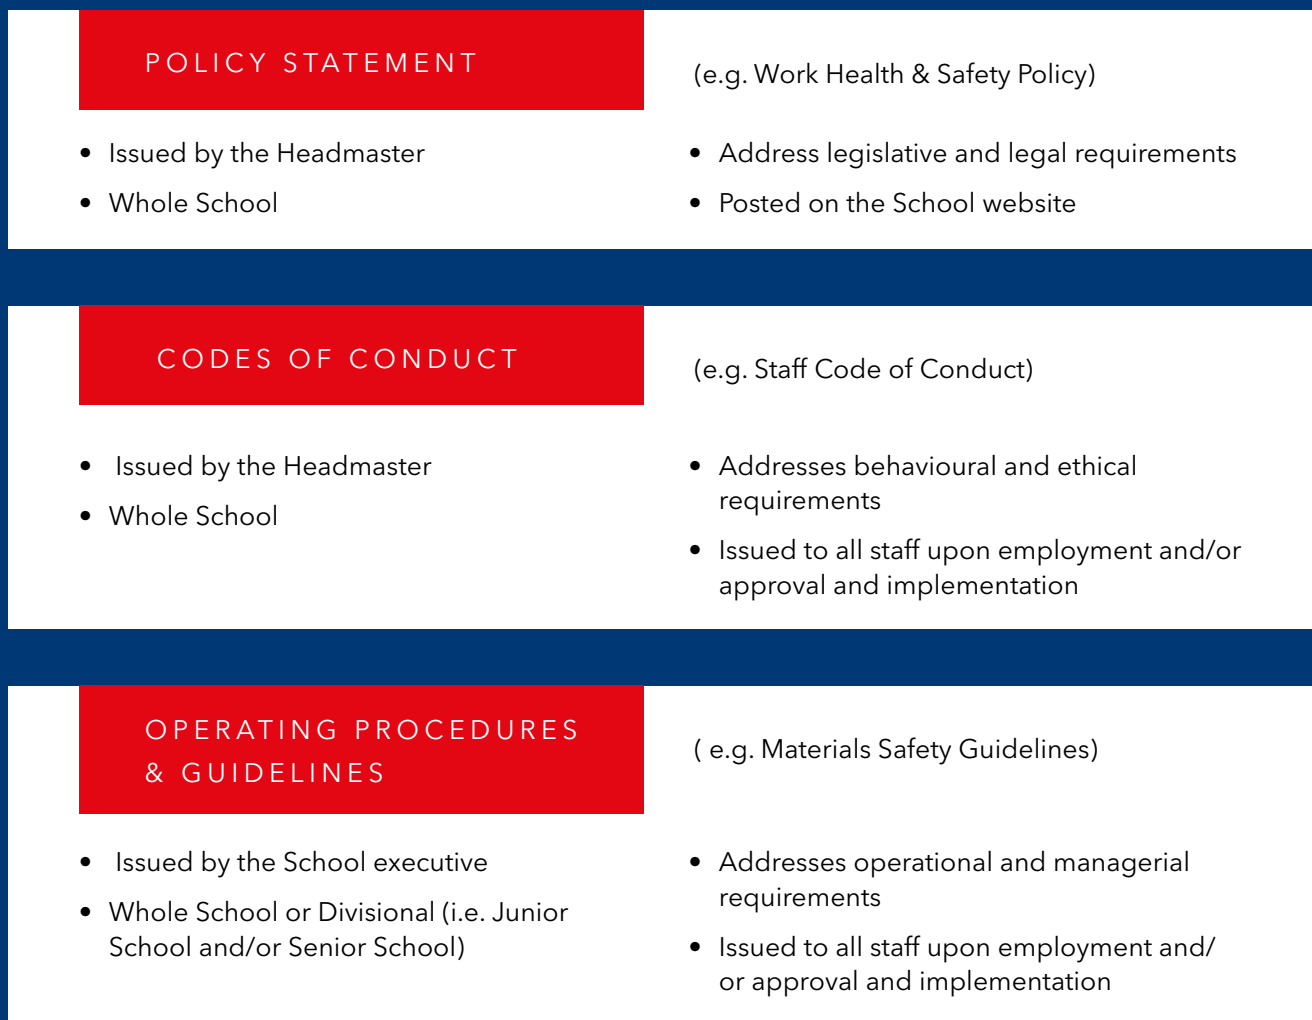 POLICY STATEMENT
(e.g. Work Health & Safety Policy)
• Issued by the Headmaster
• Whole School
• Address legislative and legal requirements
• Posted on the School website
CODES OF CONDUCT
(e.g. Staff Code of Conduct)
• Issued by the Headmaster
• Whole School
• Addresses behavioural and ethical
requirements
• Issued to all staff upon employment and/or
approval and implementation
OPERATING PROCEDURES
& GUIDELINES
( e.g. Materials Safety Guidelines)
• Issued by the School executive
• Whole School or Divisional (i.e. Junior
School and/or Senior School)
• Addresses operational and managerial
requirements
• Issued to all staff upon employment and/
or approval and implementation